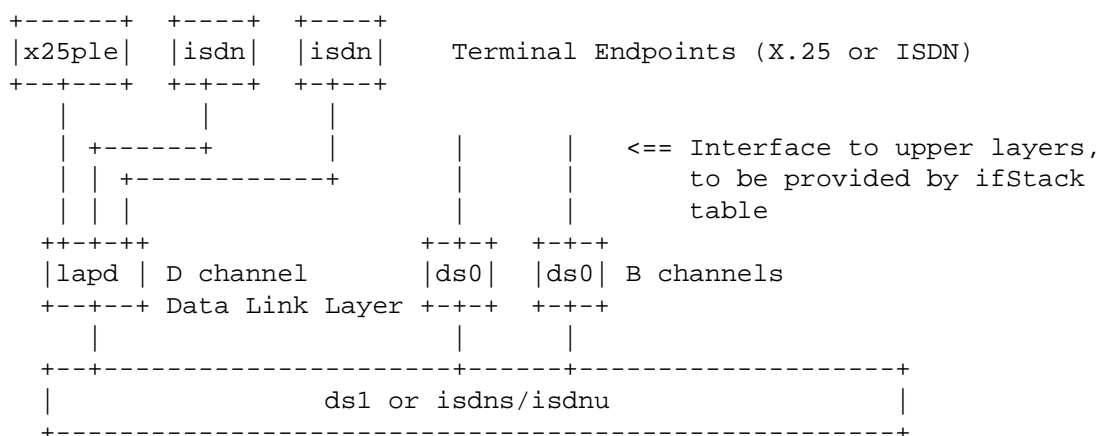 x25ple isdn isdn Terminal Endpoints (X.25 or ISDN)
<== Interface to upper layers,
to be provided by ifStack
table
lapd D channel ds0 ds0 B channels
Data Link Layer
ds1 or isdns/isdnu